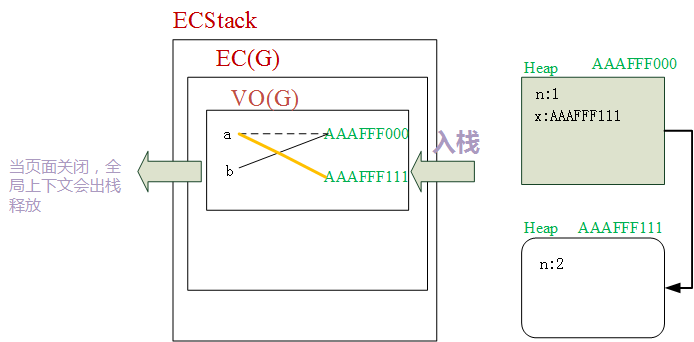 ECStack
EC(G)
VO(G)
a
AAAFFF000
b
AAAFFF111
入栈
当页面关闭，全
局上下文会出栈
释放
Heap AAAFFF000
n:1
x:AAAFFF111
Heap AAAFFF111
n:2